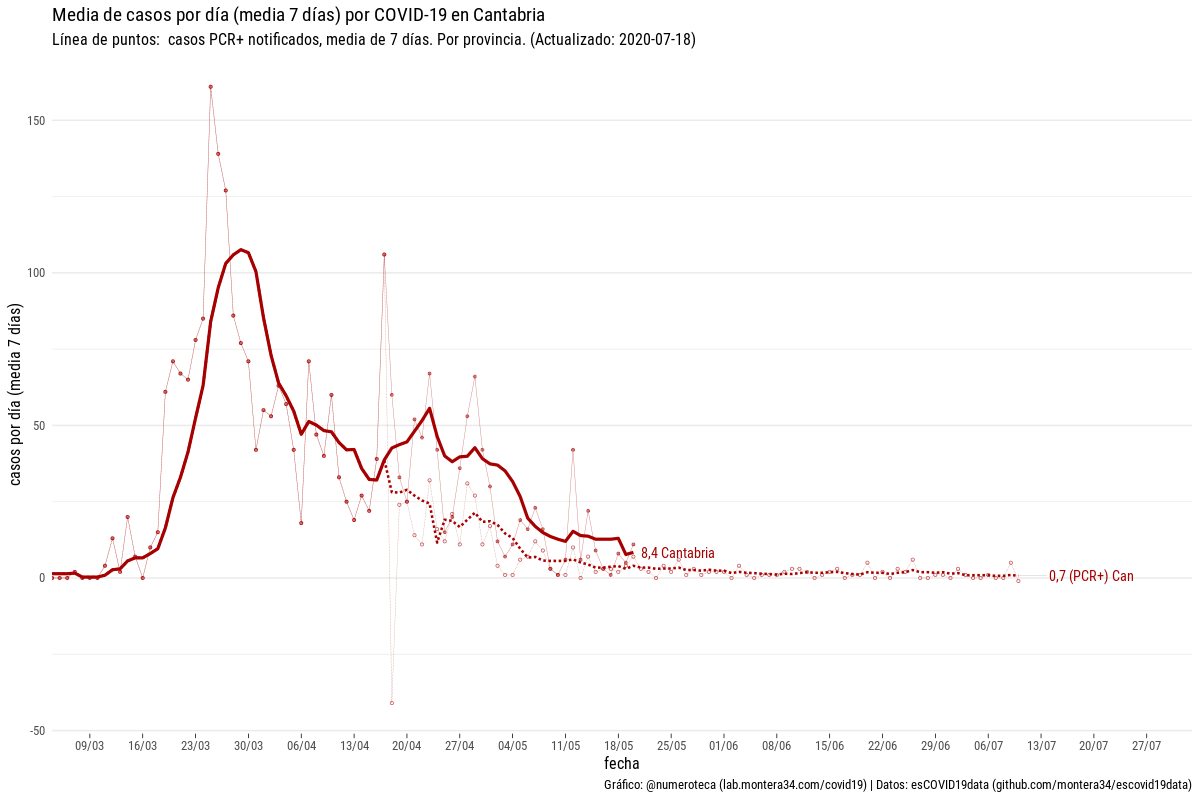 Media de casos por día (media 7 días) por COVID-19 en Cantabria
Línea de puntos:  casos PCR+ notificados, media de 7 días. Por provincia. (Actualizado: 2020-07-18)
casos por día (media 7 días)
150
100
50
0
-50
8,4 Cantabria
0,7 (PCR+) Can
09/03 16/03 23/03 30/03 06/04 13/04 20/04 27/04 04/05 11/05 18/05 25/05 01/06 08/06 15/06 22/06 29/06 06/07 13/07 20/07 27/07
fecha
Gráfico: @numeroteca (lab.montera34.com/covid19) | Datos: esCOVID19data (github.com/montera34/escovid19data)